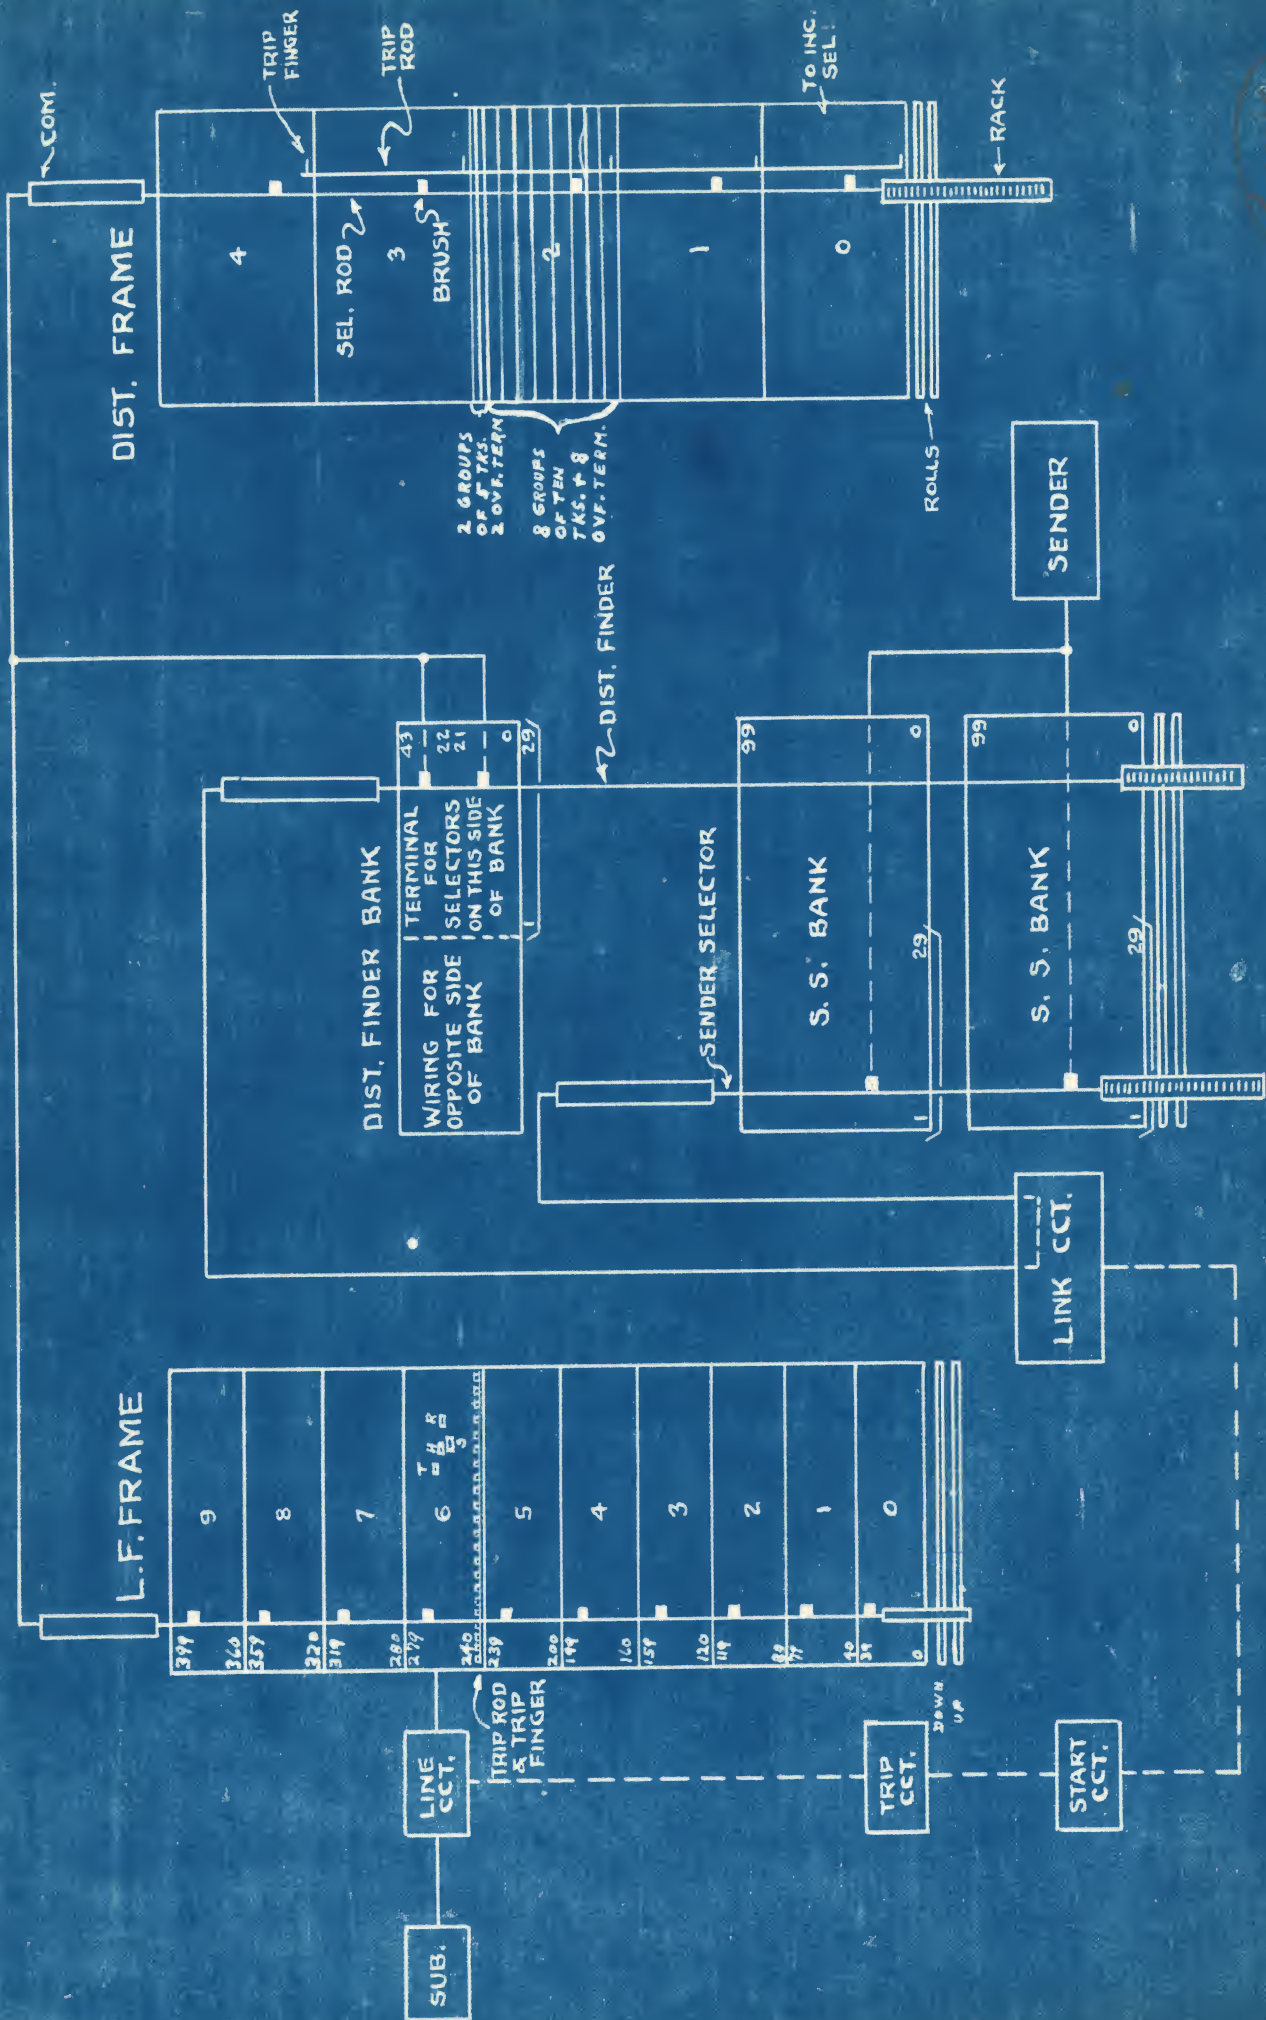 SUB.
LINE
CCT.
TRIP
CCT.
START
CCT.
LINK CCT.
L.F. FRAME
9
8
7
6
5
4
3
2
1
0
T
H
R
S
399
360
359
320
319
280
279
240
239
200
199
160
159
120
119
80
79
40
39
0
TRIP ROD
& TRIP
FINGER
DOWN
UP
DIST. FINDER BANK
WIRING FOR
OPPOSITE SIDE
OF BANK
TERMINAL
FOR
SELECTORS
ON THIS SIDE
OF BANK
43
22
21
0
1
29
DIST. FINDER
SENDER SELECTOR
S. S. BANK
99
0
1
29
S. S. BANK
99
0
1
29
SENDER
DIST. FRAME
COM.
TRIP
FINGER
TRIP
ROD
4
3
2
1
0
SEL. ROD
BRUSH
2 GROUPS
OF 5 TKS.
2 OVF. TERM
8 GROUPS
OF TEN
TKS. + 8
OVF. TERM.
TO INC.
SEL.
ROLLS
RACK